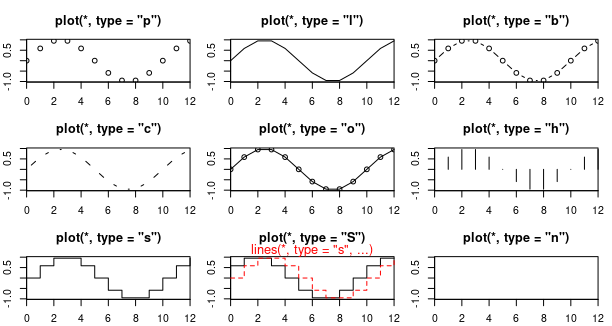 plot(*, type = "p") plot(*, type = "l") plot(*, type = "b")
-1.0 0.5 -1.0 0.5 -1.0 0.5
0 2 4 6 8 10 12 0 2 4 6 8 10 12 0 2 4 6 8 10 12
plot(*, type = "c") plot(*, type = "o") plot(*, type = "h")
-1.0 0.5 -1.0 0.5 -1.0 0.5
0 2 4 6 8 10 12 0 2 4 6 8 10 12 0 2 4 6 8 10 12
plot(*, type = "s") plot(*, type = "S") plot(*, type = "n")
lines(*, type = "s", ...)
-1.0 0.5 -1.0 0.5 -1.0 0.5
0 2 4 6 8 10 12 0 2 4 6 8 10 12 0 2 4 6 8 10 12